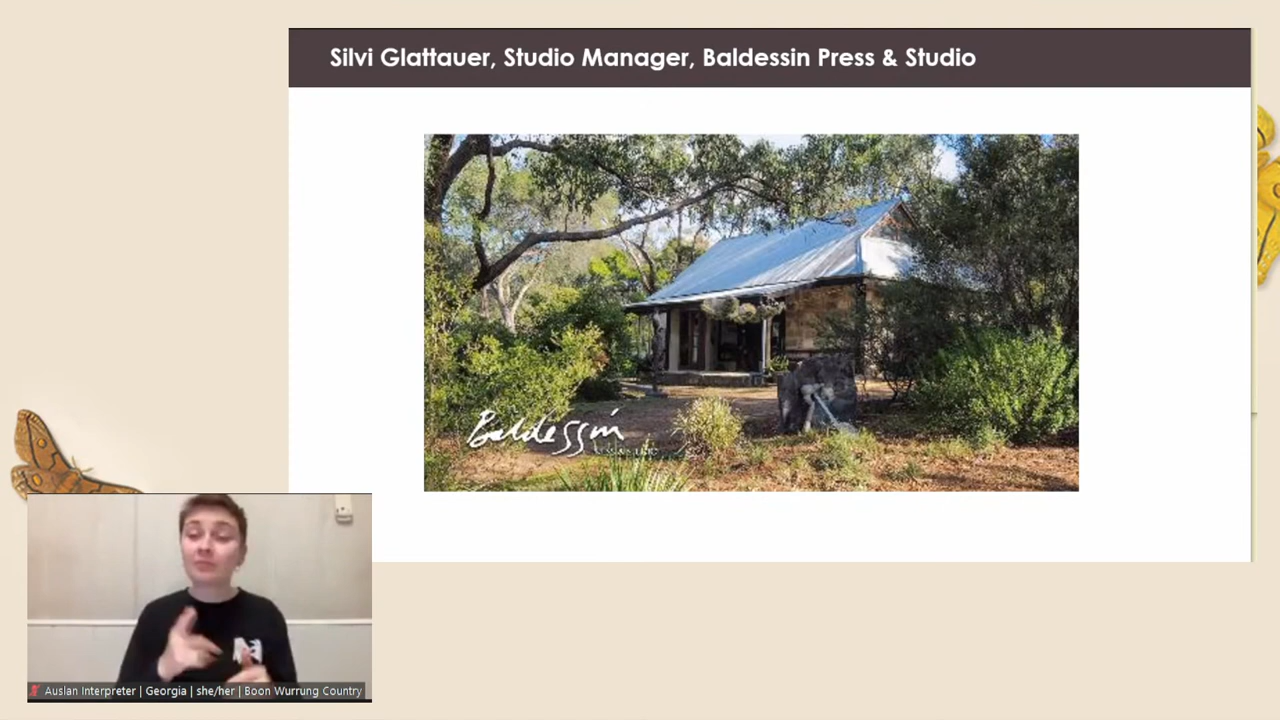 Silvi Glattauer, Studio Manager, Baldessin Press & Studio
Baldessin
Auslan Interpreter | Georgia | she/her | Boon Wurrung Country